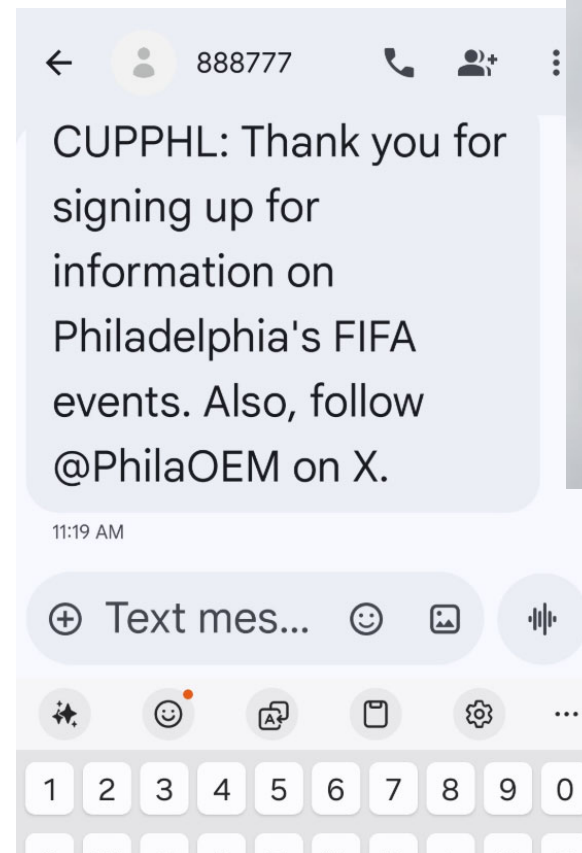 888777
CUPPHL: Thank you for
signing up for
information on
Philadelphia's FIFA
events. Also, follow
@PhilaOEM on X.
11:19 AM
Text mes...
1 2 3 4 5 6 7 8 9 0